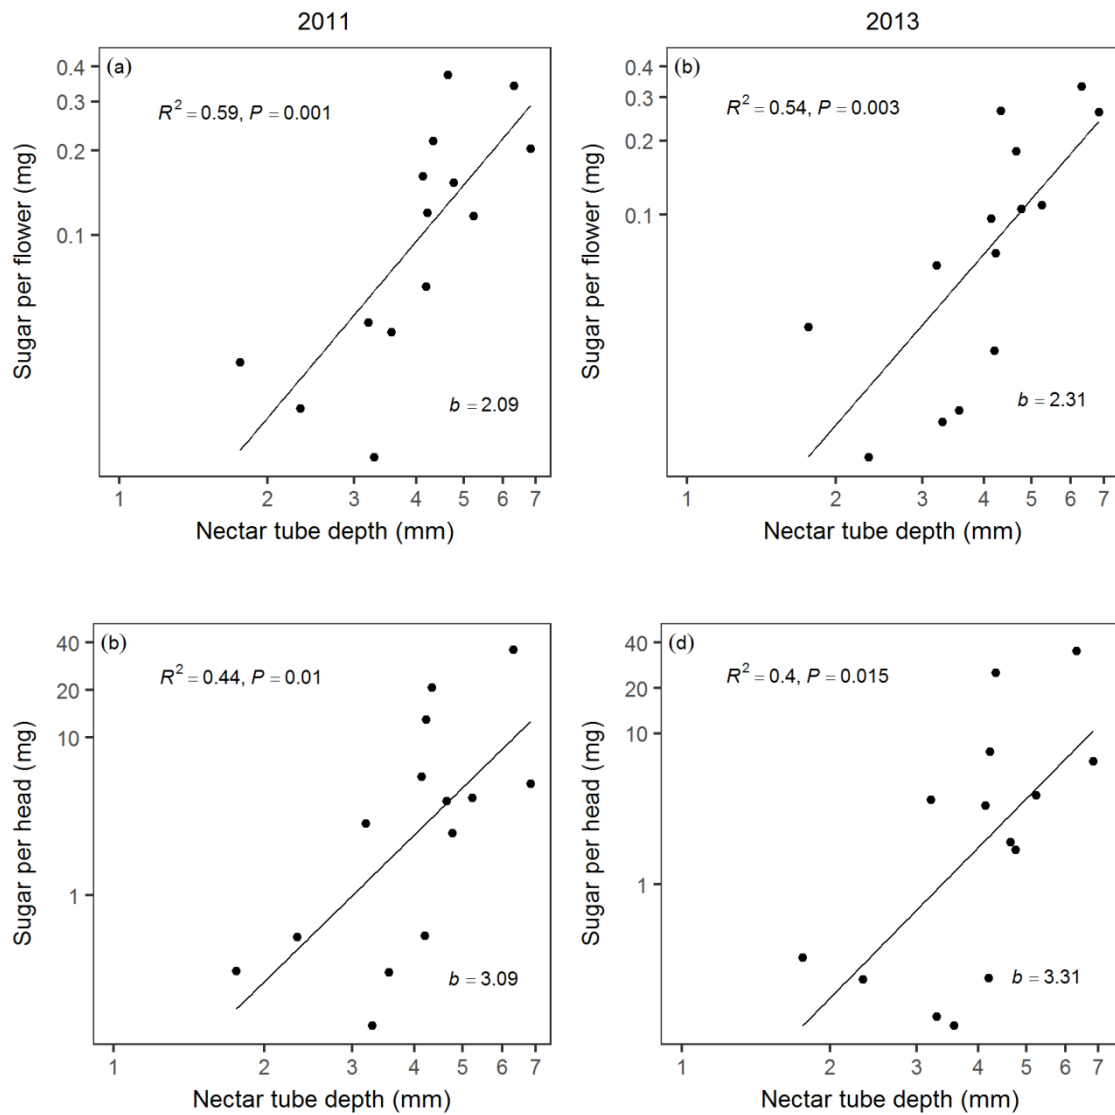 2011
2013
(a)
R² = 0.59, P = 0.001
b = 2.09
0.4
0.3
0.2
0.1
Sugar per flower (mg)
1 2 3 4 5 6 7
Nectar tube depth (mm)
(b)
R² = 0.54, P = 0.003
b = 2.31
0.4
0.3
0.2
0.1
Sugar per flower (mg)
1 2 3 4 5 6 7
Nectar tube depth (mm)
(b)
R² = 0.44, P = 0.01
b = 3.09
40
20
10
1
Sugar per head (mg)
1 2 3 4 5 6 7
Nectar tube depth (mm)
(d)
R² = 0.4, P = 0.015
b = 3.31
40
20
10
1
Sugar per head (mg)
1 2 3 4 5 6 7
Nectar tube depth (mm)